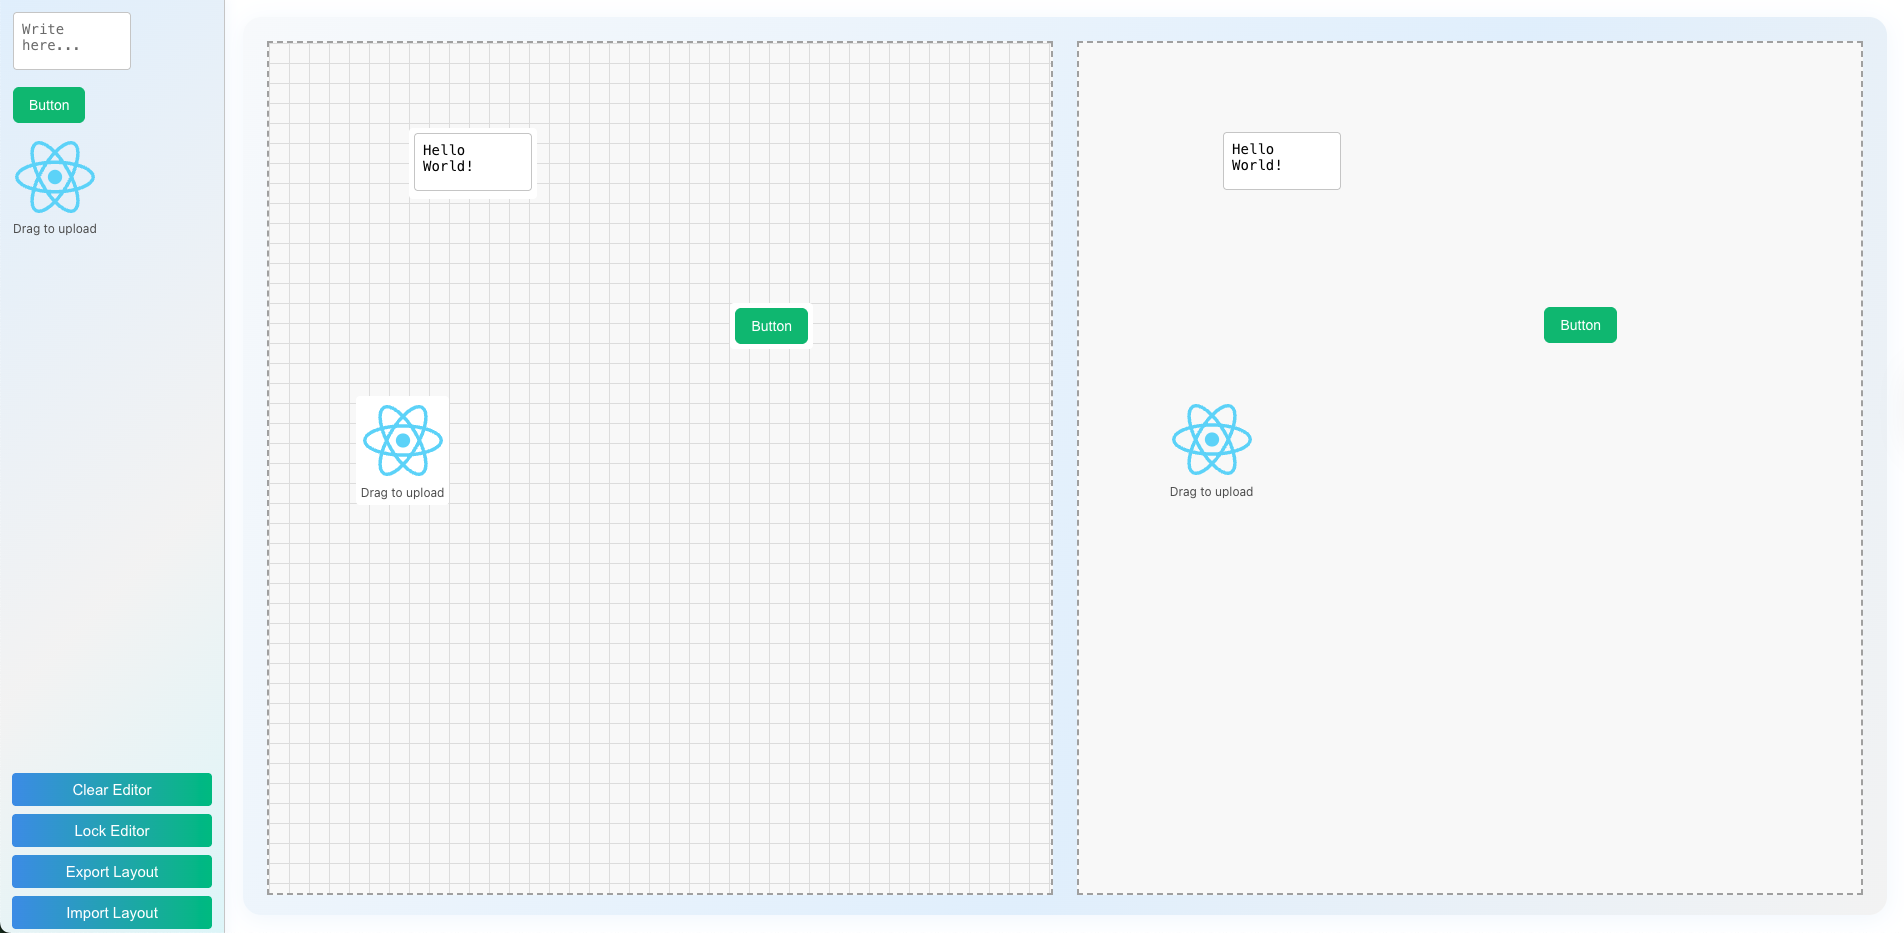 Write
here...
Button
Drag to upload
Clear Editor
Lock Editor
Export Layout
Import Layout
Hello
World!
Button
Drag to upload
Hello
World!
Button
Drag to upload